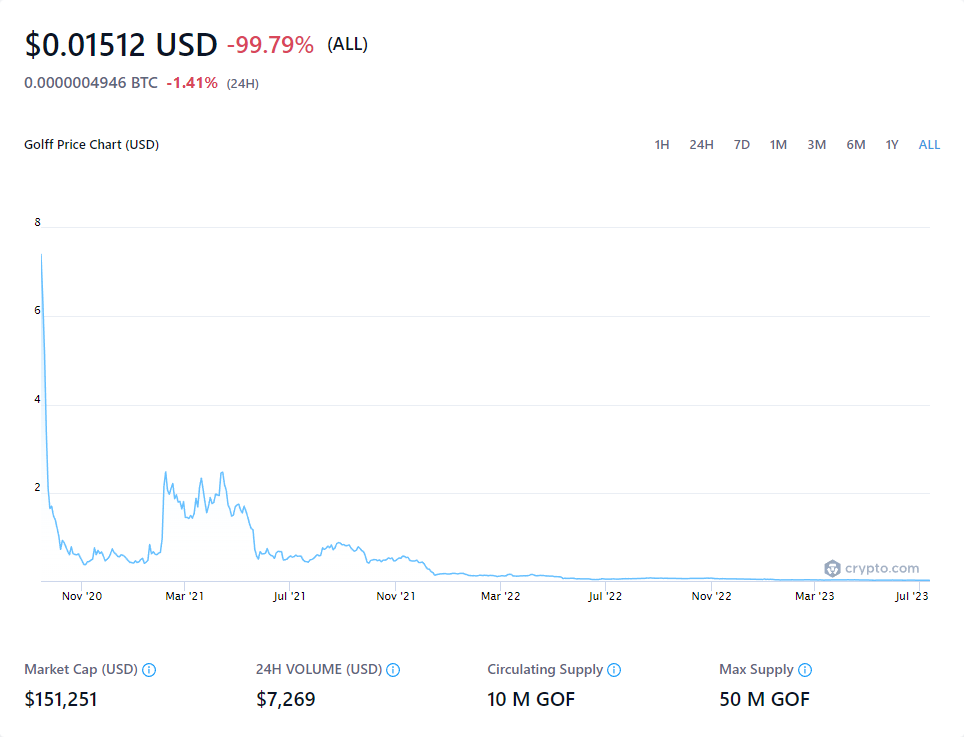 $0.01512 USD -99.79% (ALL)
0.0000004946 BTC -1.41% (24H)
Golff Price Chart (USD) 1H 24H 7D 1M 3M 6M 1Y ALL
8
6
4
2
crypto.com
Nov '20 Mar '21 Jul '21 Nov '21 Mar '22 Jul '22 Nov '22 Mar '23 Jul '23
Market Cap (USD) 24H VOLUME (USD) Circulating Supply Max Supply
$151,251 $7,269 10 M GOF 50 M GOF